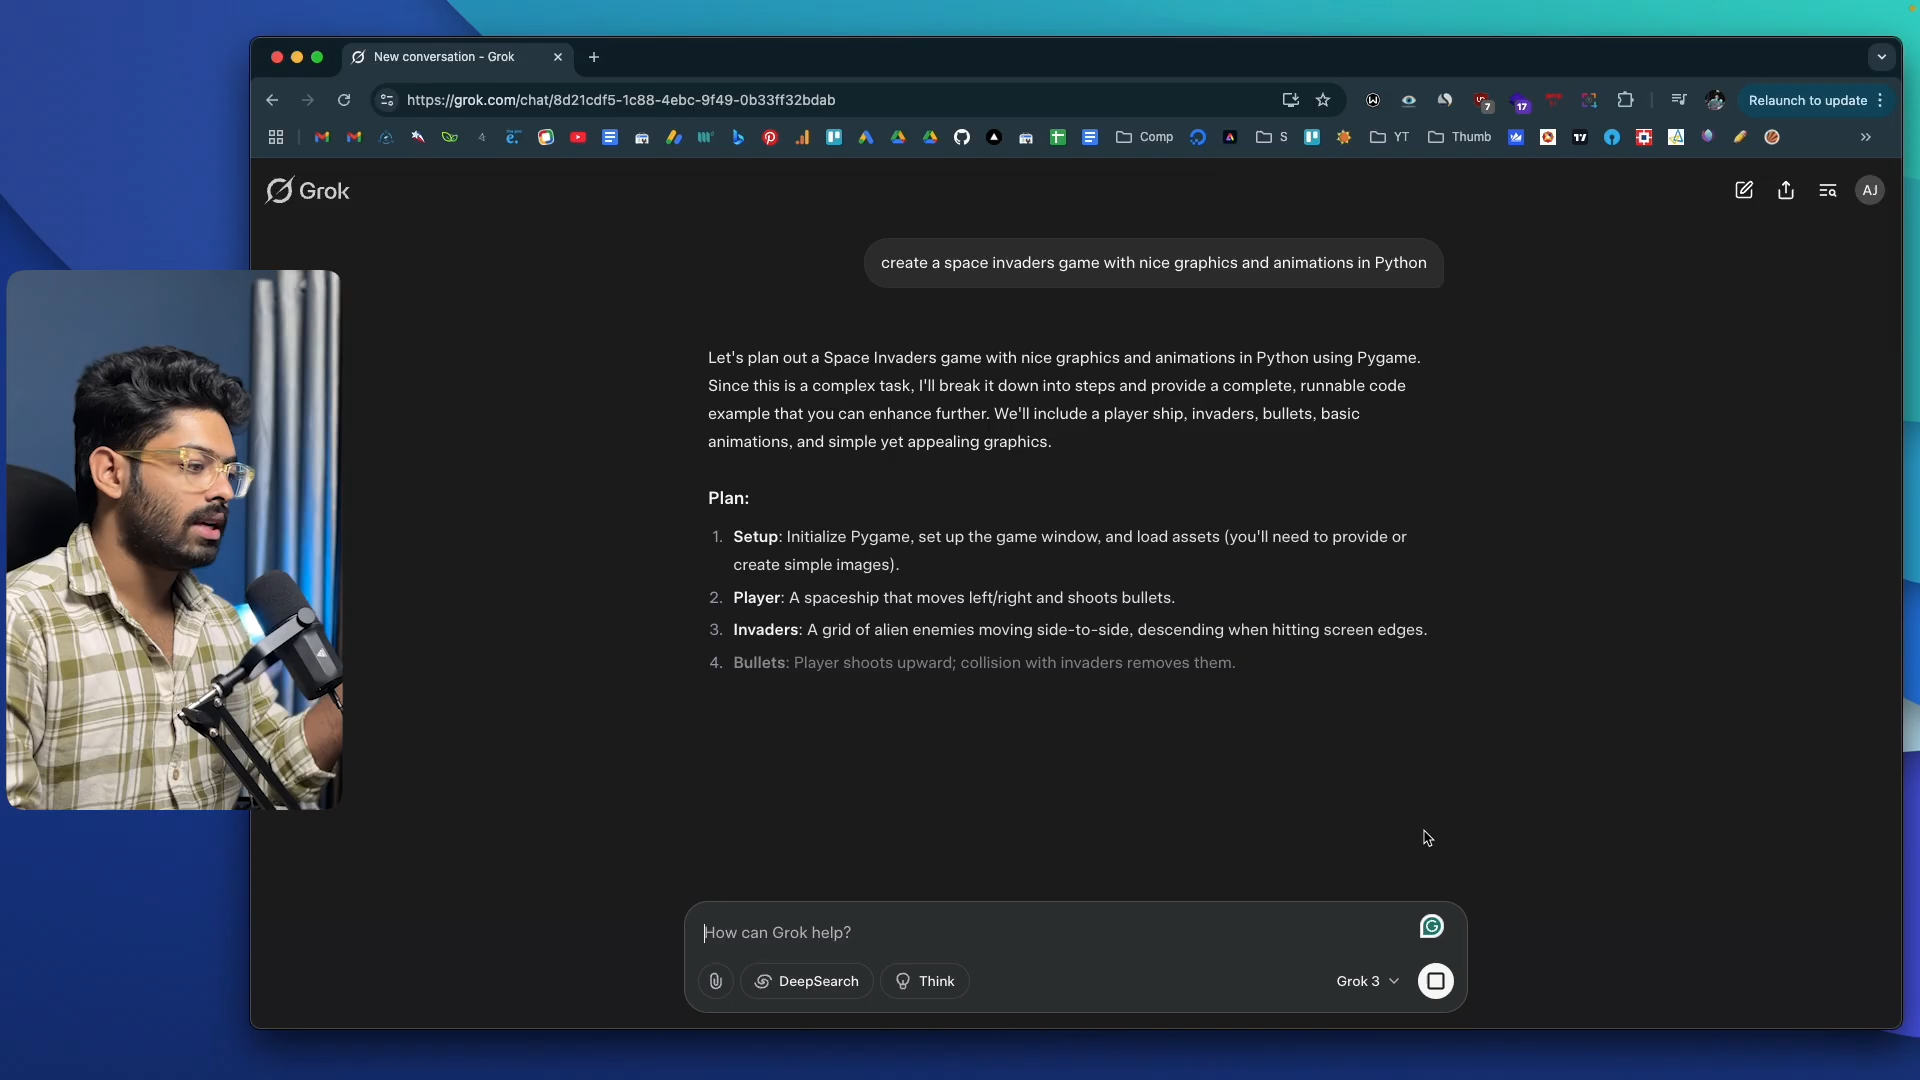 New conversation - Grok
https://grok.com/chat/8d21cdf5-1c88-4ebc-9f49-0b33ff32bdab
7
17
Relaunch to update
Comp
S
YT
Thumb
Grok
AJ
create a space invaders game with nice graphics and animations in Python
Let's plan out a Space Invaders game with nice graphics and animations in Python using Pygame.
Since this is a complex task, I'll break it down into steps and provide a complete, runnable code
example that you can enhance further. We'll include a player ship, invaders, bullets, basic
animations, and simple yet appealing graphics.
Plan:
1. Setup: Initialize Pygame, set up the game window, and load assets (you'll need to provide or
create simple images).
2. Player: A spaceship that moves left/right and shoots bullets.
3. Invaders: A grid of alien enemies moving side-to-side, descending when hitting screen edges.
4. Bullets: Player shoots upward; collision with invaders removes them.
How can Grok help?
DeepSearch
Think
Grok 3